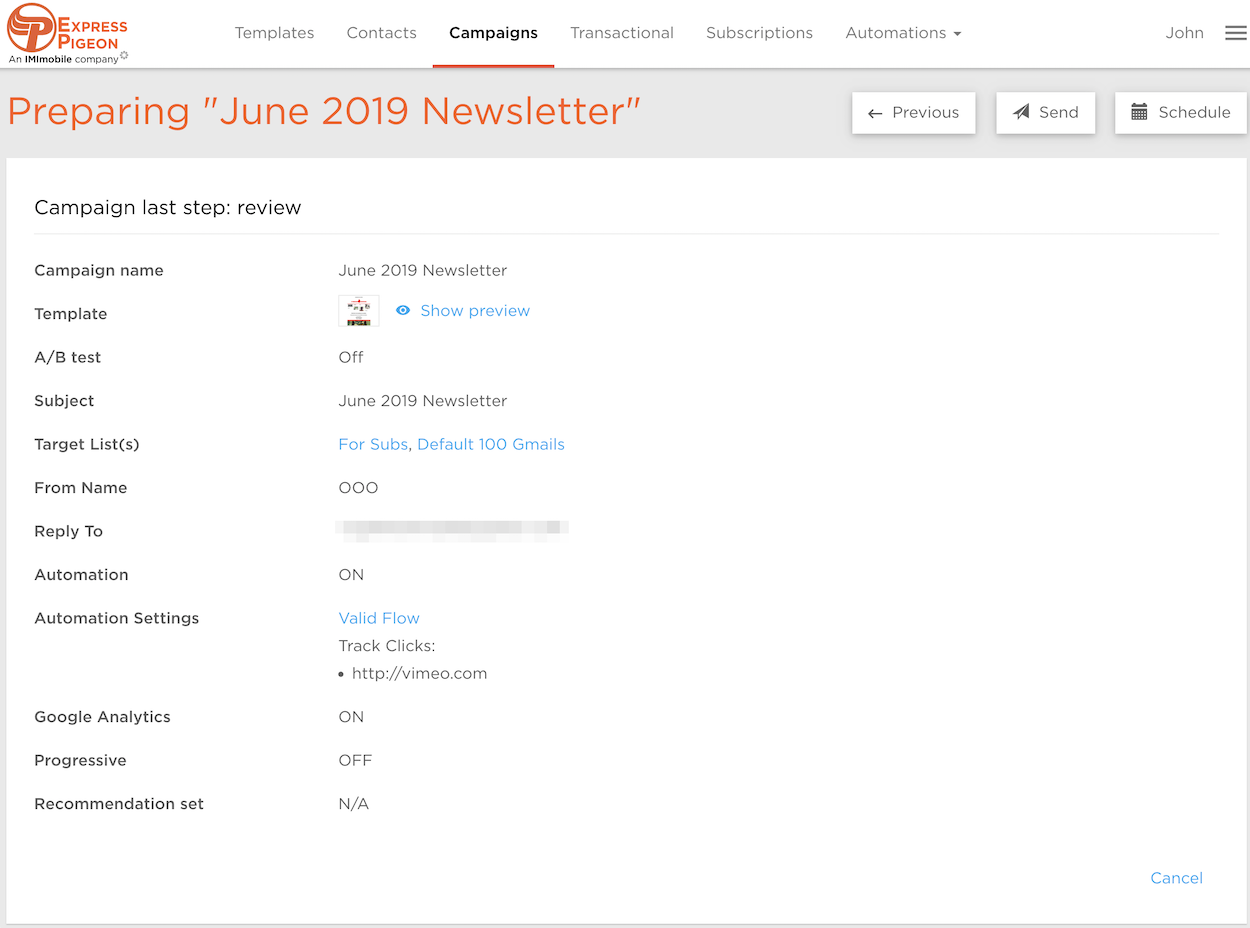 EXPRESS
PIGEON
An IMImobile company
Templates
Contacts
Campaigns
Transactional
Subscriptions
Automations
John
Preparing "June 2019 Newsletter"
Previous
Send
Schedule
Campaign last step: review
Campaign name June 2019 Newsletter
Template Show preview
A/B test Off
Subject June 2019 Newsletter
Target List(s) For Subs, Default 100 Gmails
From Name OOO
Reply To
Automation ON
Automation Settings Valid Flow
Track Clicks:
• http://vimeo.com
Google Analytics ON
Progressive OFF
Recommendation set N/A
Cancel